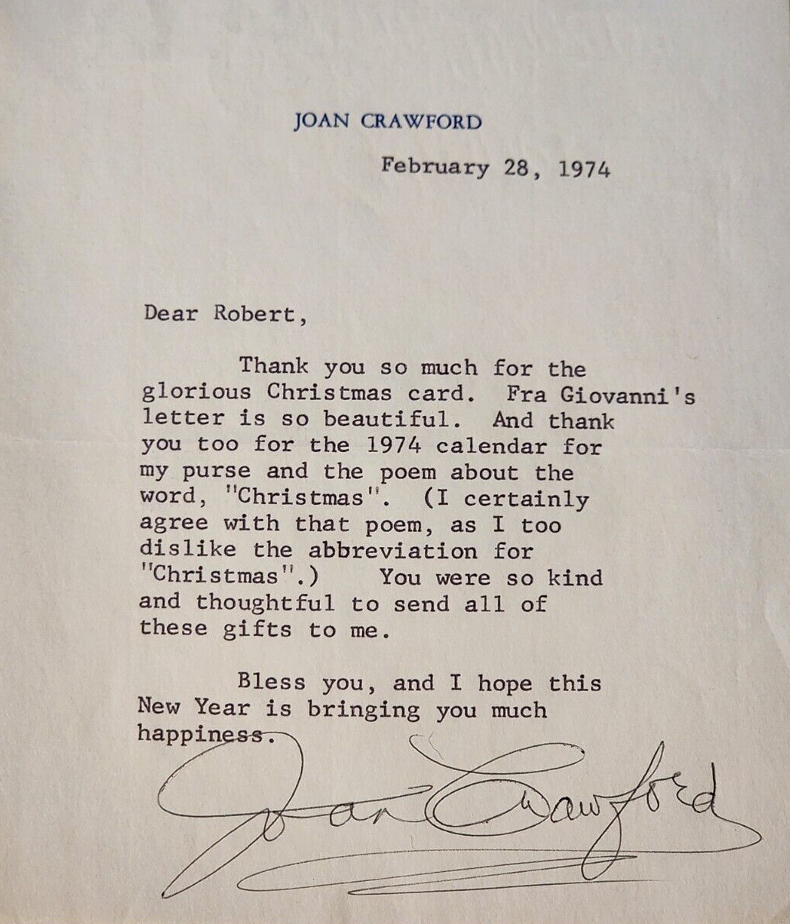 JOAN CRAWFORD
February 28, 1974
Dear Robert,
Thank you so much for the
glorious Christmas card.  Fra Giovanni's
letter is so beautiful.  And thank
you too for the 1974 calendar for
my purse and the poem about the
word, "Christmas".  (I certainly
agree with that poem, as I too
dislike the abbreviation for
"Christmas".)   You were so kind
and thoughtful to send all of
these gifts to me.
Bless you, and I hope this
New Year is bringing you much
happiness.
Joan Crawford